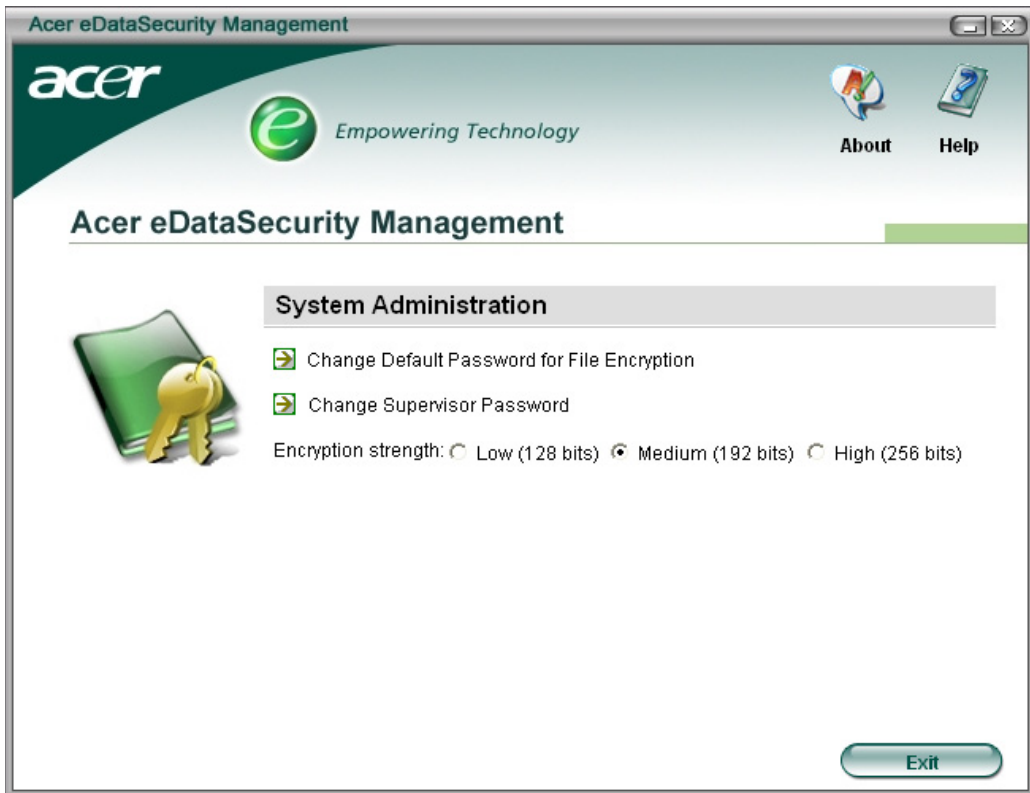 Acer eDataSecurity Management
acer
e Empowering Technology
About Help
Acer eDataSecurity Management
System Administration
Change Default Password for File Encryption
Change Supervisor Password
Encryption strength: Low (128 bits) Medium (192 bits) High (256 bits)
Exit